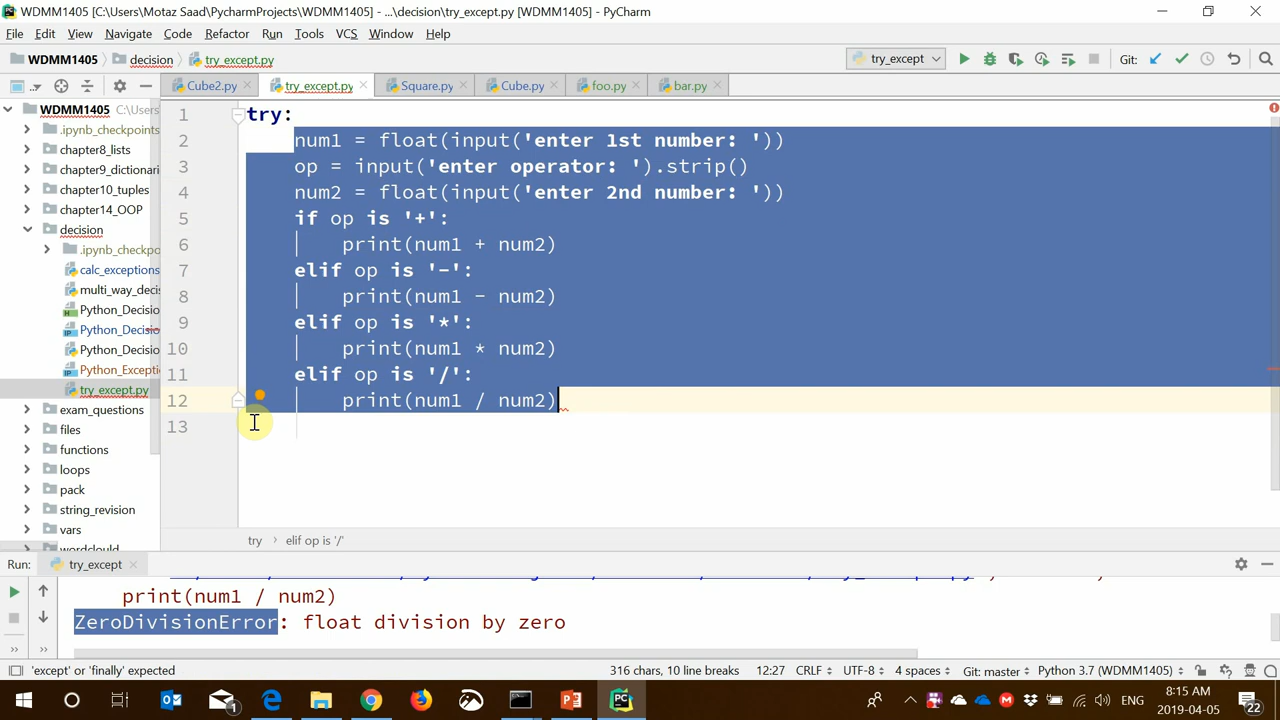 WDMM1405 [C:\Users\Motaz Saad\PycharmProjects\WDMM1405] - ...\decision\try_except.py [WDMM1405] - PyCharm
File Edit View Navigate Code Refactor Run Tools VCS Window Help
WDMM1405 decision try_except.py try_except Git:
Cube2.py try_except.py Square.py Cube.py foo.py bar.py
WDMM1405 C:\Users
.ipynb_checkpoints
chapter8_lists
chapter9_dictionari
chapter10_tuples
chapter14_OOP
decision
.ipynb_checkpo
calc_exceptions
multi_way_deci
Python_Decisio
Python_Decisio
Python_Decisio
Python_Excepti
try_except.py
exam_questions
files
functions
loops
pack
string_revision
vars
wordclould
1 try:
2 num1 = float(input('enter 1st number: '))
3 op = input('enter operator: ').strip()
4 num2 = float(input('enter 2nd number: '))
5 if op is '+':
6 print(num1 + num2)
7 elif op is '-':
8 print(num1 - num2)
9 elif op is '*':
10 print(num1 * num2)
11 elif op is '/':
12 print(num1 / num2)
13
try elif op is '/'
Run: try_except
print(num1 / num2)
ZeroDivisionError: float division by zero
'except' or 'finally' expected 316 chars, 10 line breaks 12:27 CRLF UTF-8 4 spaces Git: master Python 3.7 (WDMM1405)
ENG 8:15 AM
2019-04-05 22